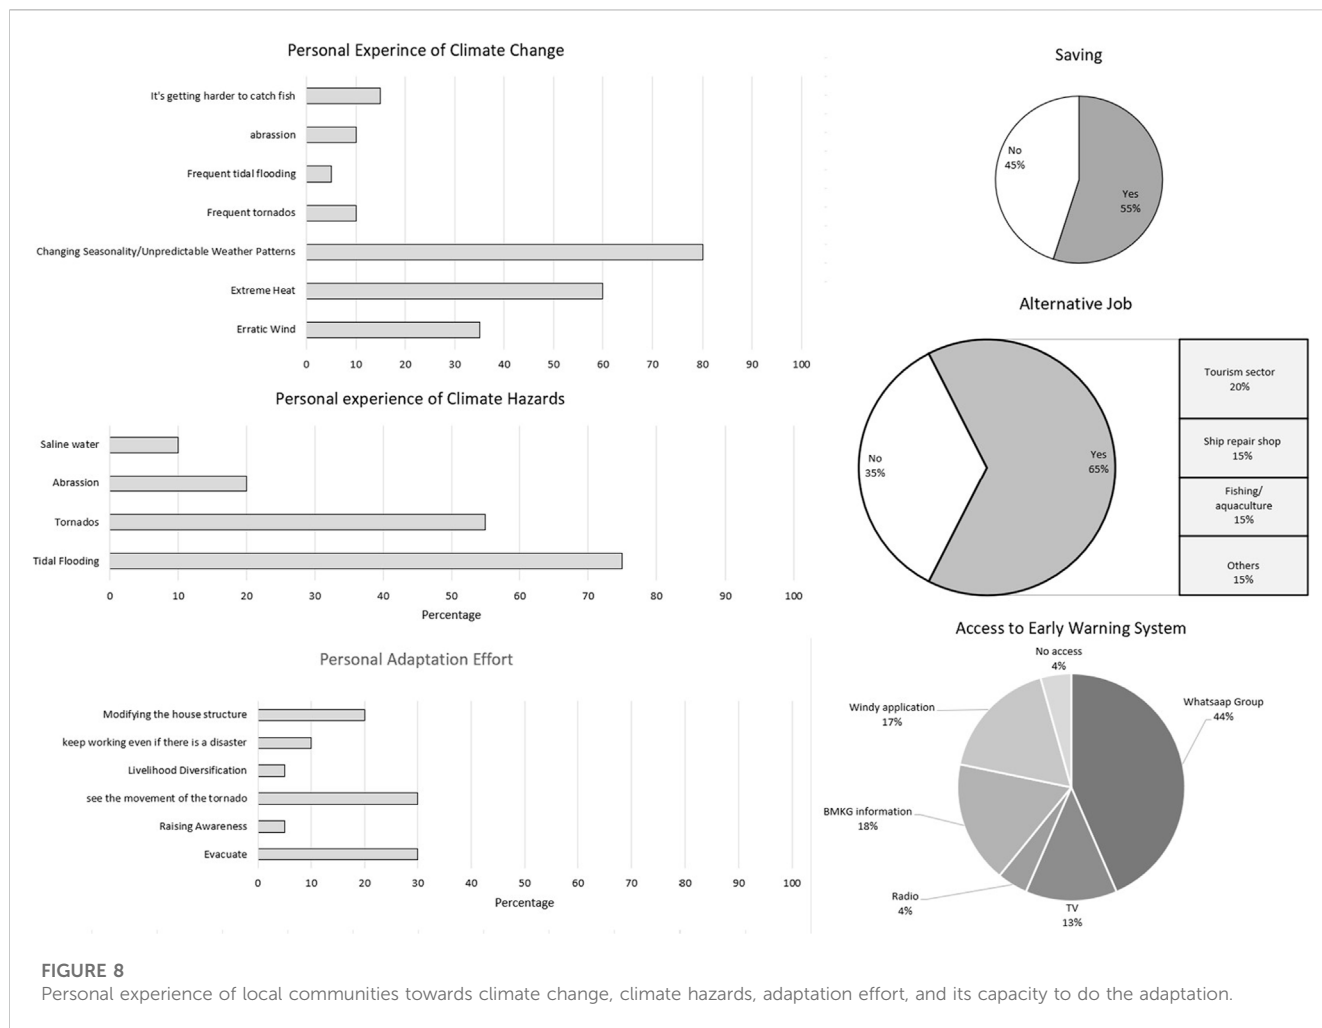 Personal Experince of Climate Change
It's getting harder to catch fish
abrassion
Frequent tidal flooding
Frequent tornados
Changing Seasonality/Unpredictable Weather Patterns
Extreme Heat
Erratic Wind
0 10 20 30 40 50 60 70 80 90 100
Personal experience of Climate Hazards
Saline water
Abrassion
Tornados
Tidal Flooding
0 10 20 30 40 50 60 70 80 90 100
Percentage
Personal Adaptation Effort
Modifying the house structure
keep working even if there is a disaster
Livelihood Diversification
see the movement of the tornado
Raising Awareness
Evacuate
0 10 20 30 40 50 60 70 80 90 100
Percentage
Saving
No
45%
Yes
55%
Alternative Job
No
35%
Yes
65%
Tourism sector
20%
Ship repair shop
15%
Fishing/
aquaculture
15%
Others
15%
Access to Early Warning System
No access
4%
Windy application
17%
Whatsaap Group
44%
BMKG information
18%
Radio
4%
TV
13%
FIGURE 8
Personal experience of local communities towards climate change, climate hazards, adaptation effort, and its capacity to do the adaptation.